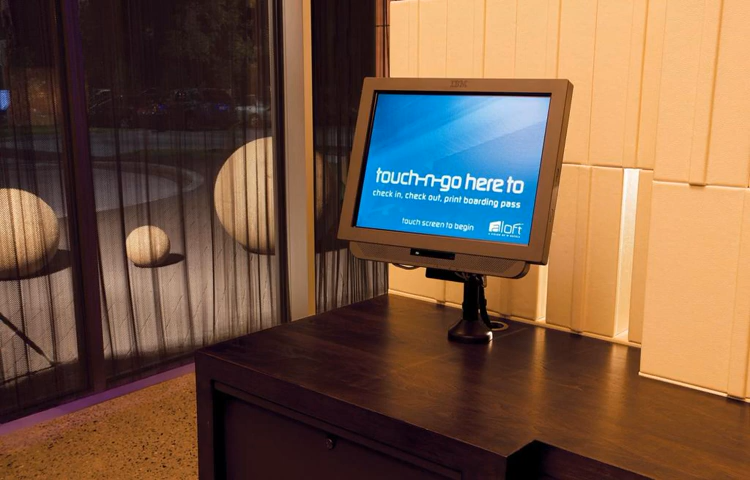 IBM
touch-n-go here to
check in, check out, print boarding pass
touch screen to begin
aloft